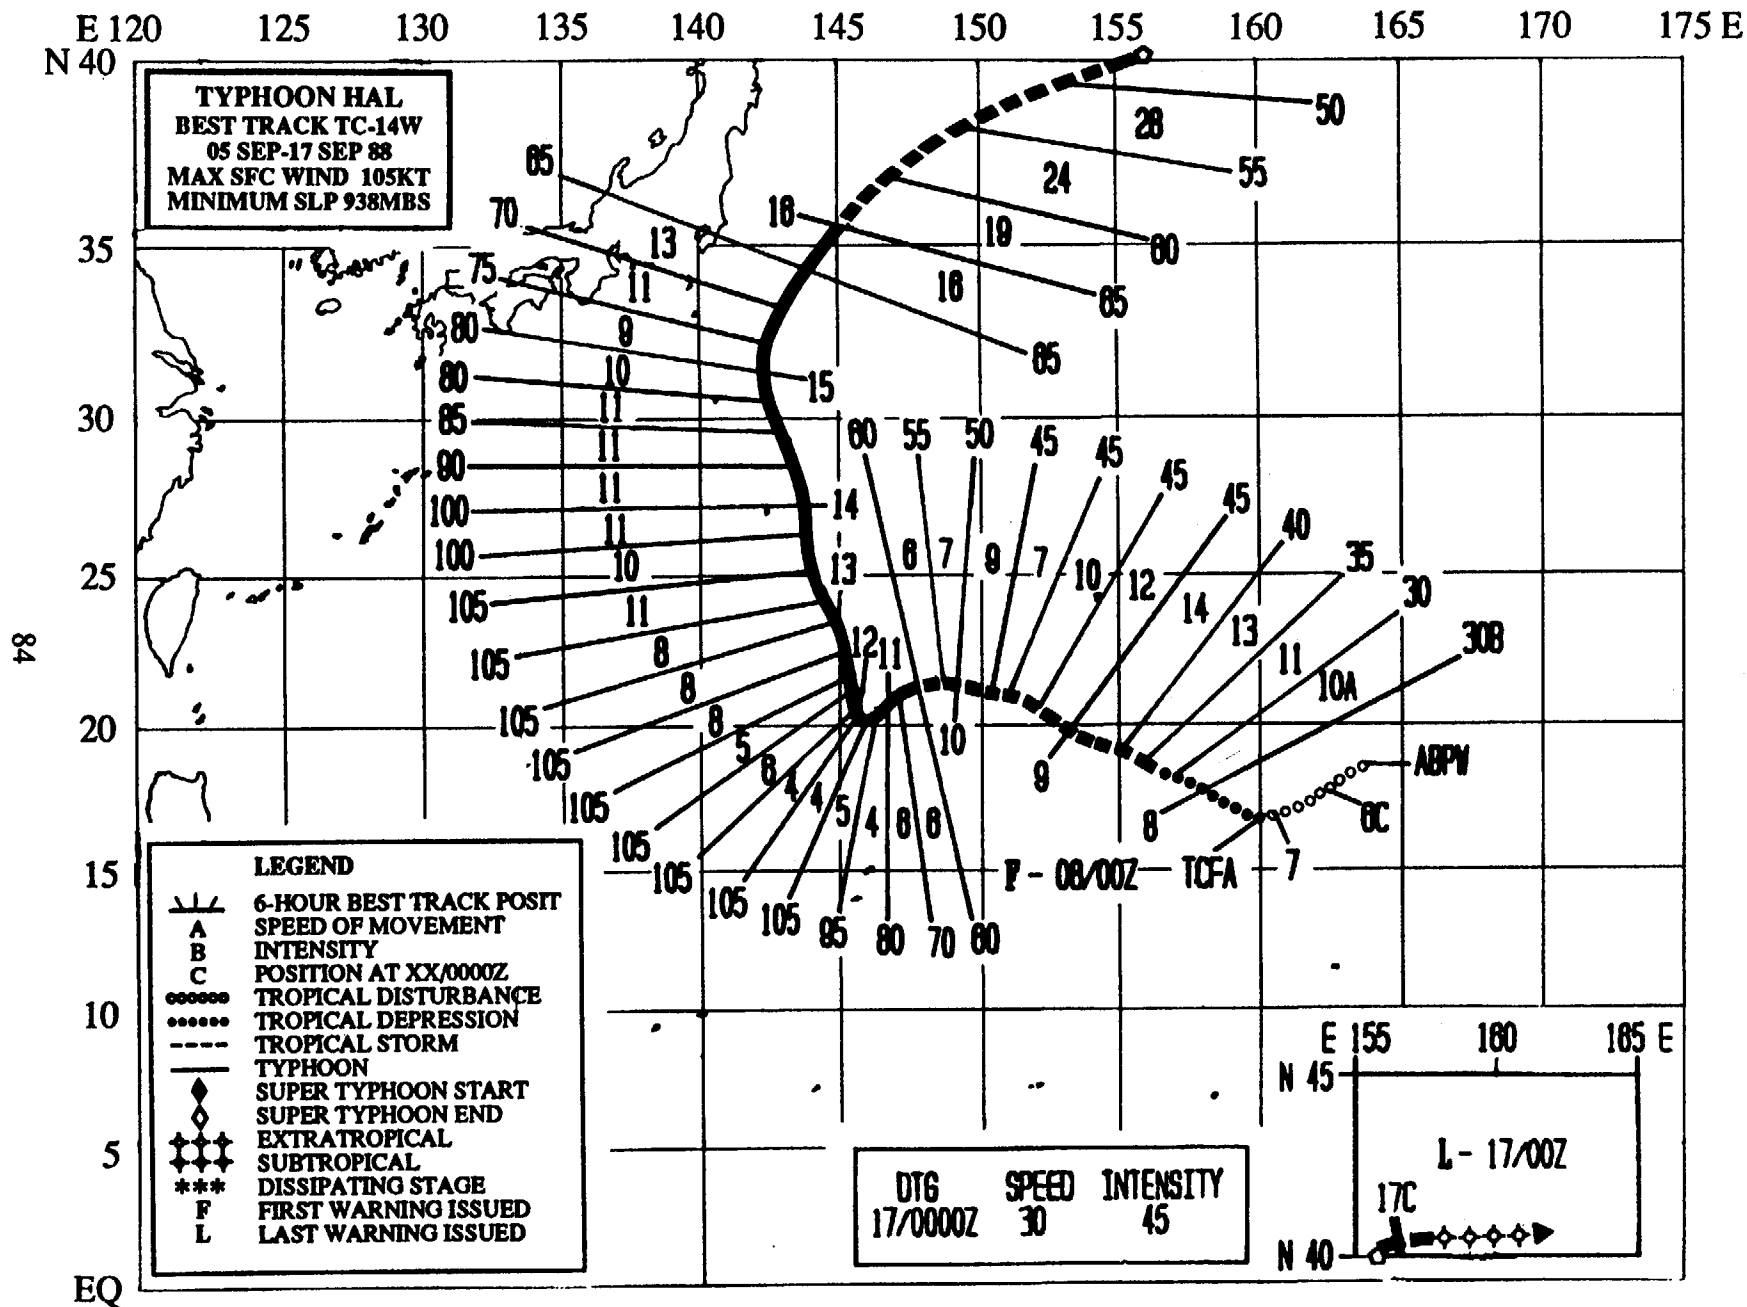 E 120 125 130 135 140 145 150 155 160 165 170 175 E
N 40
TYPHOON HAL
BEST TRACK TC-14W
05 SEP-17 SEP 88
MAX SFC WIND 105KT
MINIMUM SLP 938MBS
50
28
65
55
24
70
16
13
19
60
35
75
11
16
65
80
9
65
80
10
15
30
85
11
60 55 50 45 45
90
11
45
100
11
14
45
40
100
11
6 7 9 7 10 12
35
25
10
13
30
105
11
14
13
30B
105
8
12 11
11
10A
105
8
20
8
10
105
5
9
ABPW
105
6
4
4
5
4
6
6
8
6C
105
105
15
F - 08/00Z
TCFA
7
105
105
95 80 70 60
84
LEGEND
6-HOUR BEST TRACK POSIT
A SPEED OF MOVEMENT
B INTENSITY
C POSITION AT XX/0000Z
TROPICAL DISTURBANCE
TROPICAL DEPRESSION
TROPICAL STORM
TYPHOON
SUPER TYPHOON START
SUPER TYPHOON END
EXTRATROPICAL
SUBTROPICAL
*** DISSIPATING STAGE
F FIRST WARNING ISSUED
L LAST WARNING ISSUED
10
5
EQ
DTG SPEED INTENSITY
17/0000Z 30 45
E 155 160 165 E
N 45
L - 17/00Z
17C
N 40